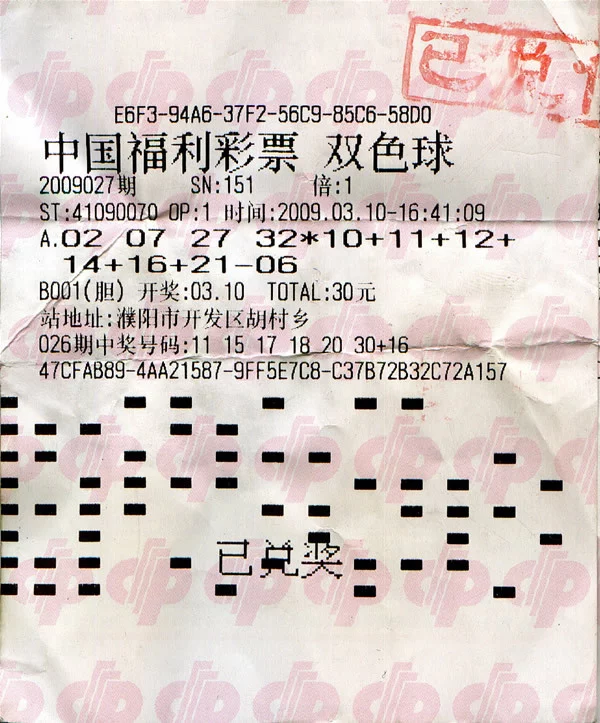 已兑
E6F3-94A6-37F2-56C9-85C6-58D0
中国福利彩票 双色球
2009027期 SN:151 倍:1
ST:41090070 OP:1 时间:2009.03.10-16:41:09
A.02 07 27 32*10+11+12+
14+16+21-06
B001(胆) 开奖:03.10 TOTAL:30元
站地址:濮阳市开发区胡村乡
026期中奖号码:11 15 17 18 20 30+16
47CFAB89-4AA21587-9FF5E7C8-C37B72B32C72A157
已兑奖